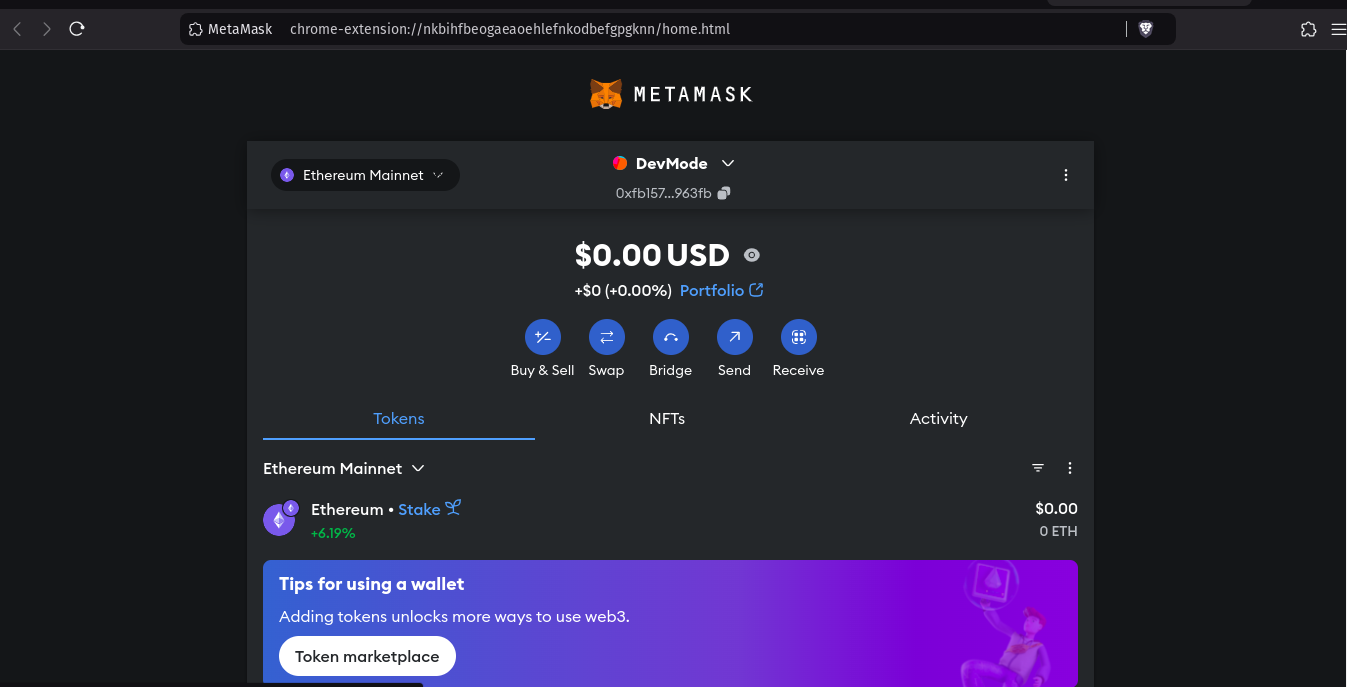 MetaMask chrome-extension://nkbihfbeogaeaoehlefnkodbefgpgknn/home.html
METAMASK
Ethereum Mainnet
DevMode
0xfb157...963fb
$0.00 USD
+$0 (+0.00%) Portfolio
Buy & Sell Swap Bridge Send Receive
Tokens NFTs Activity
Ethereum Mainnet
Ethereum • Stake $0.00
+6.19% 0 ETH
Tips for using a wallet
Adding tokens unlocks more ways to use web3.
Token marketplace